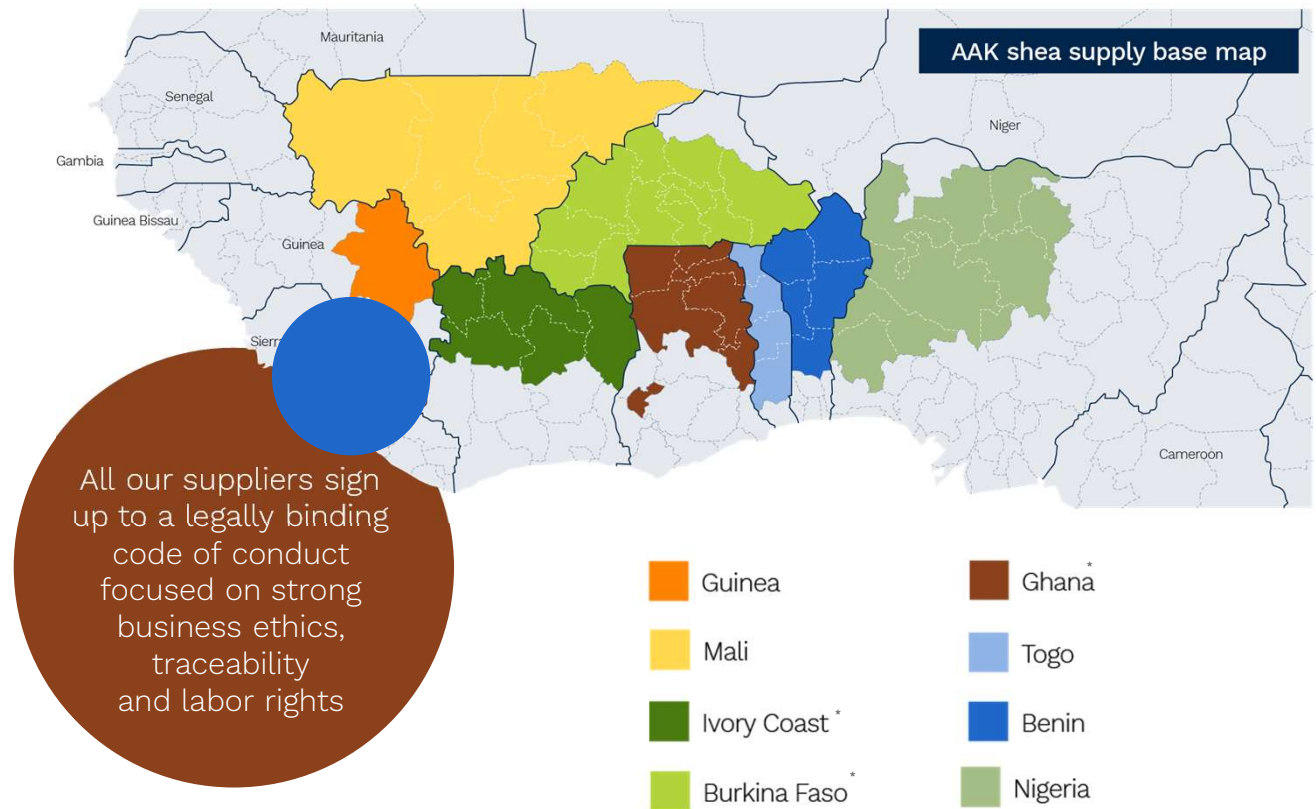 AAK shea supply base map
Mauritania
Senegal
Niger
Gambia
Guinea Bissau
Guinea
Cameroon
All our suppliers sign
up to a legally binding
code of conduct
focused on strong
business ethics,
traceability
and labor rights
Guinea
Mali
Ivory Coast *
Burkina Faso *
Ghana *
Togo
Benin
Nigeria